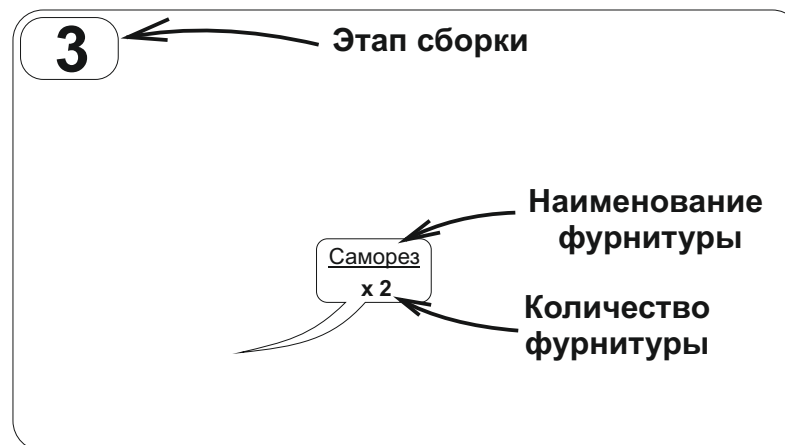 3
Этап сборки
Наименование
фурнитуры
Саморез
x 2
Количество
фурнитуры